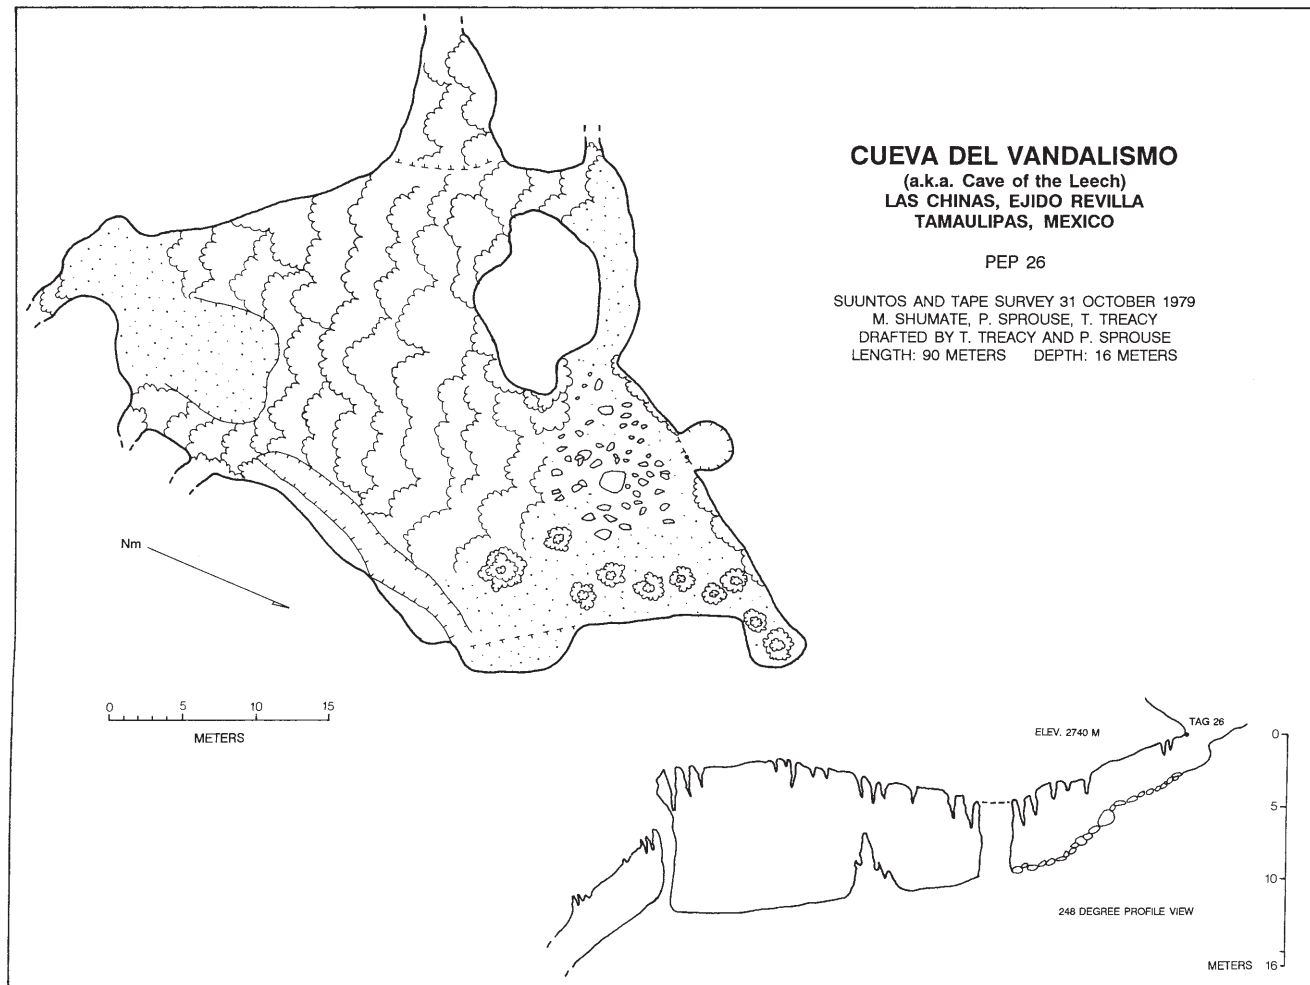 CUEVA DEL VANDALISMO
(a.k.a. Cave of the Leech)
LAS CHINAS, EJIDO REVILLA
TAMAULIPAS, MEXICO
PEP 26
SUUNTOS AND TAPE SURVEY 31 OCTOBER 1979
M. SHUMATE, P. SPROUSE, T. TREACY
DRAFTED BY T. TREACY AND P. SPROUSE
LENGTH: 90 METERS DEPTH: 16 METERS
Nm
0 5 10 15
METERS
ELEV. 2740 M
TAG 26
0
5
10
248 DEGREE PROFILE VIEW
METERS 16